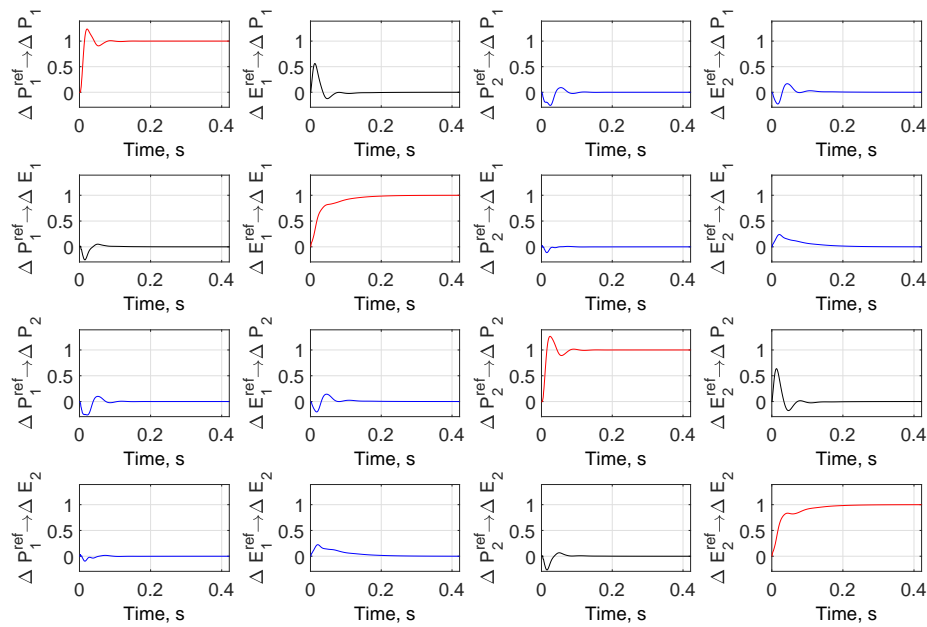 Δ P₁ʳᵉᶠ→Δ P₁
1
0.5
0
0 0.2 0.4
Time, s
Δ E₁ʳᵉᶠ→Δ P₁
1
0.5
0
0 0.2 0.4
Time, s
Δ P₂ʳᵉᶠ→Δ P₁
1
0.5
0
0 0.2 0.4
Time, s
Δ E₂ʳᵉᶠ→Δ P₁
1
0.5
0
0 0.2 0.4
Time, s
Δ P₁ʳᵉᶠ→Δ E₁
1
0.5
0
0 0.2 0.4
Time, s
Δ E₁ʳᵉᶠ→Δ E₁
1
0.5
0
0 0.2 0.4
Time, s
Δ P₂ʳᵉᶠ→Δ E₁
1
0.5
0
0 0.2 0.4
Time, s
Δ E₂ʳᵉᶠ→Δ E₁
1
0.5
0
0 0.2 0.4
Time, s
Δ P₁ʳᵉᶠ→Δ P₂
1
0.5
0
0 0.2 0.4
Time, s
Δ E₁ʳᵉᶠ→Δ P₂
1
0.5
0
0 0.2 0.4
Time, s
Δ P₂ʳᵉᶠ→Δ P₂
1
0.5
0
0 0.2 0.4
Time, s
Δ E₂ʳᵉᶠ→Δ P₂
1
0.5
0
0 0.2 0.4
Time, s
Δ P₁ʳᵉᶠ→Δ E₂
1
0.5
0
0 0.2 0.4
Time, s
Δ E₁ʳᵉᶠ→Δ E₂
1
0.5
0
0 0.2 0.4
Time, s
Δ P₂ʳᵉᶠ→Δ E₂
1
0.5
0
0 0.2 0.4
Time, s
Δ E₂ʳᵉᶠ→Δ E₂
1
0.5
0
0 0.2 0.4
Time, s